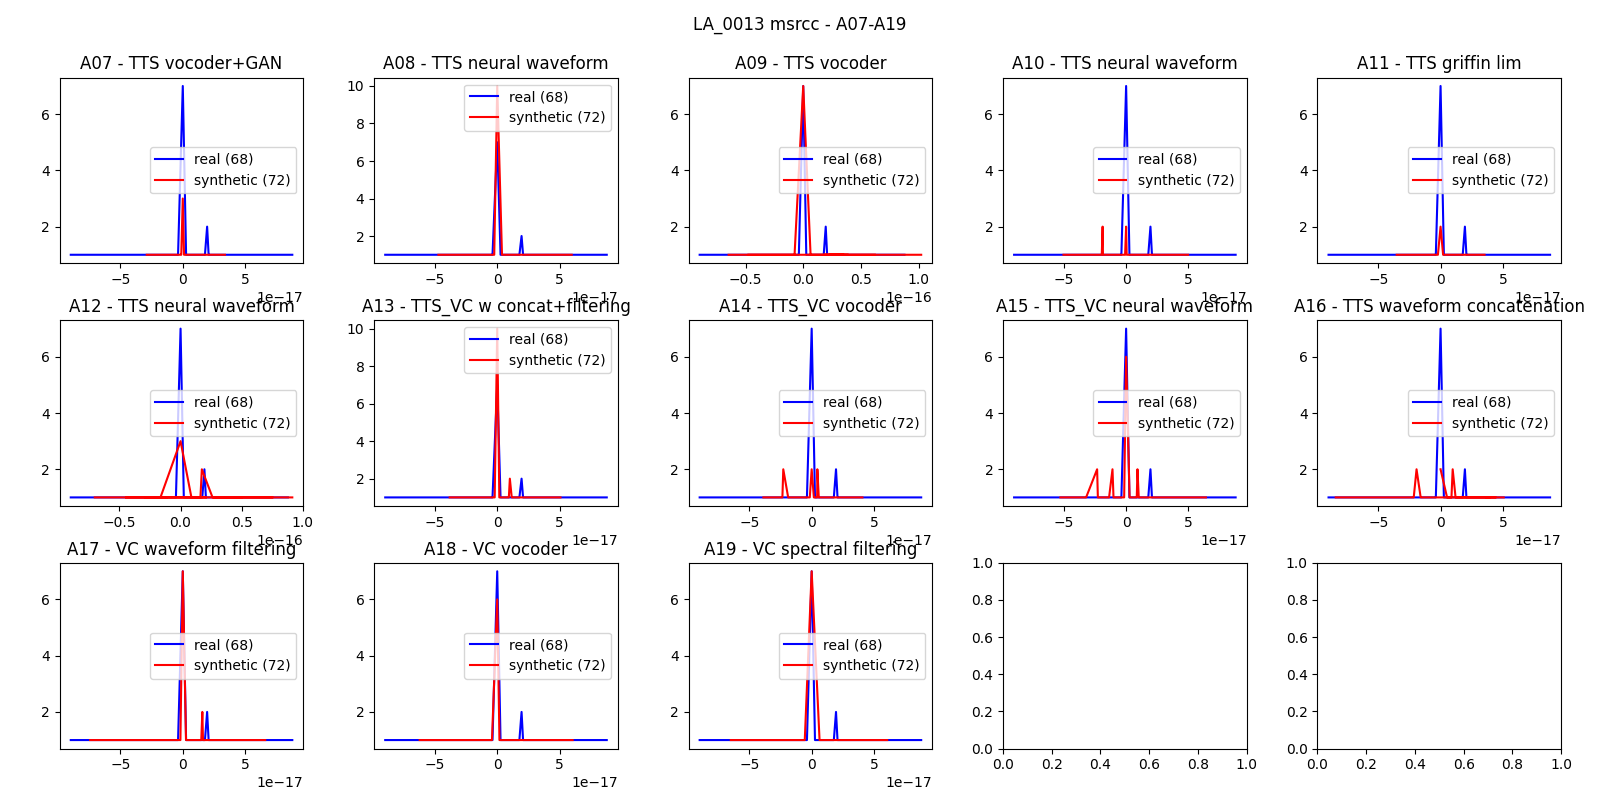 LA_0013 msrcc - A07-A19
A07 - TTS vocoder+GAN
6
4
2
real (68)
synthetic (72)
−5
0
5
1e−17
A08 - TTS neural waveform
10
8
6
4
2
real (68)
synthetic (72)
−5
0
5
1e−17
A09 - TTS vocoder
6
4
2
real (68)
synthetic (72)
−0.5
0.0
0.5
1.0
1e−16
A10 - TTS neural waveform
6
4
2
real (68)
synthetic (72)
−5
0
5
1e−17
A11 - TTS griffin lim
6
4
2
real (68)
synthetic (72)
−5
0
5
1e−17
A12 - TTS neural waveform
6
4
2
real (68)
synthetic (72)
−0.5
0.0
0.5
1.0
1e−16
A13 - TTS_VC w concat+filtering
10
8
6
4
2
real (68)
synthetic (72)
−5
0
5
1e−17
A14 - TTS_VC vocoder
6
4
2
real (68)
synthetic (72)
−5
0
5
1e−17
A15 - TTS_VC neural waveform
6
4
2
real (68)
synthetic (72)
−5
0
5
1e−17
A16 - TTS waveform concatenation
6
4
2
real (68)
synthetic (72)
−5
0
5
1e−17
A17 - VC waveform filtering
6
4
2
real (68)
synthetic (72)
−5
0
5
1e−17
A18 - VC vocoder
6
4
2
real (68)
synthetic (72)
−5
0
5
1e−17
A19 - VC spectral filtering
6
4
2
real (68)
synthetic (72)
−5
0
5
1e−17
1.0
0.8
0.6
0.4
0.2
0.0
0.0
0.2
0.4
0.6
0.8
1.0
1.0
0.8
0.6
0.4
0.2
0.0
0.0
0.2
0.4
0.6
0.8
1.0